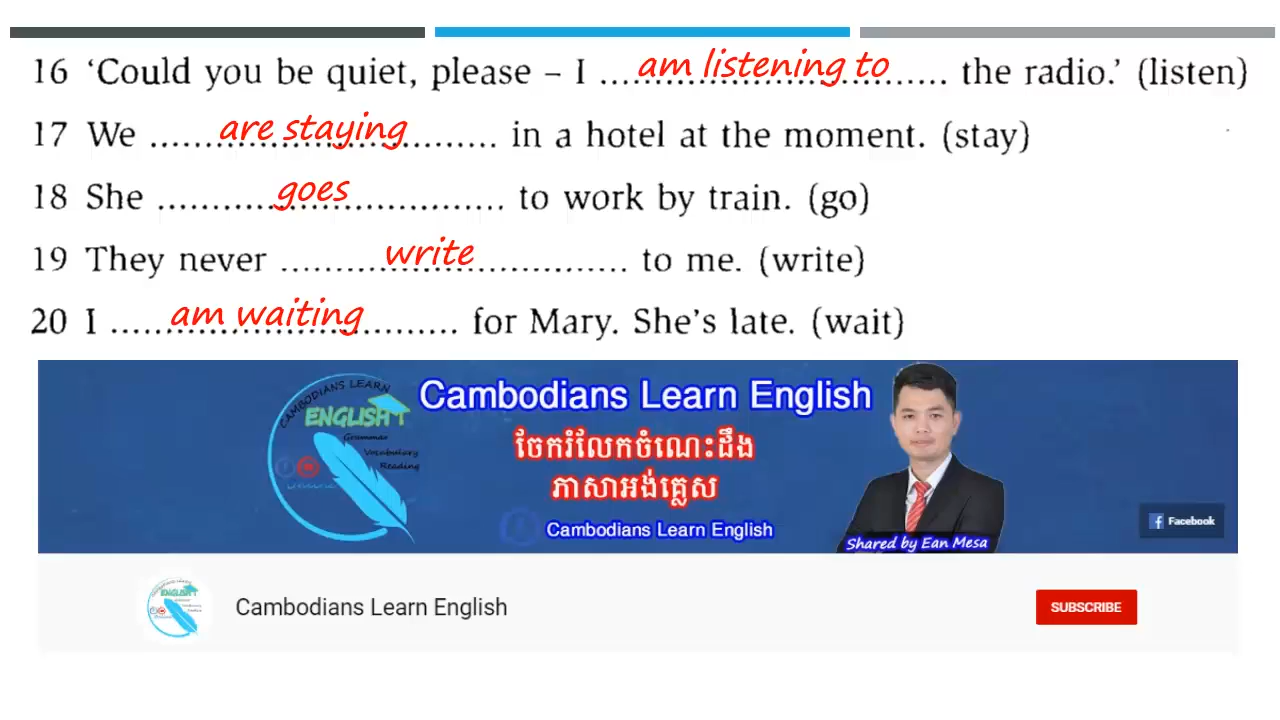 16 ‘Could you be quiet, please – I ... am listening to ... the radio.’ (listen)
17 We ... are staying ... in a hotel at the moment. (stay)
18 She ... goes ... to work by train. (go)
19 They never ... write ... to me. (write)
20 I ... am waiting ... for Mary. She’s late. (wait)
CAMBODIANS LEARN
ENGLISH
Grammar
Vocabulary
Reading
Online
Cambodians Learn English
ចែករំលែកចំណេះដឹង
ភាសាអង់គ្លេស
Cambodians Learn English
Shared by Ean Mesa
Facebook
ENGLISH
Cambodians Learn English
SUBSCRIBE